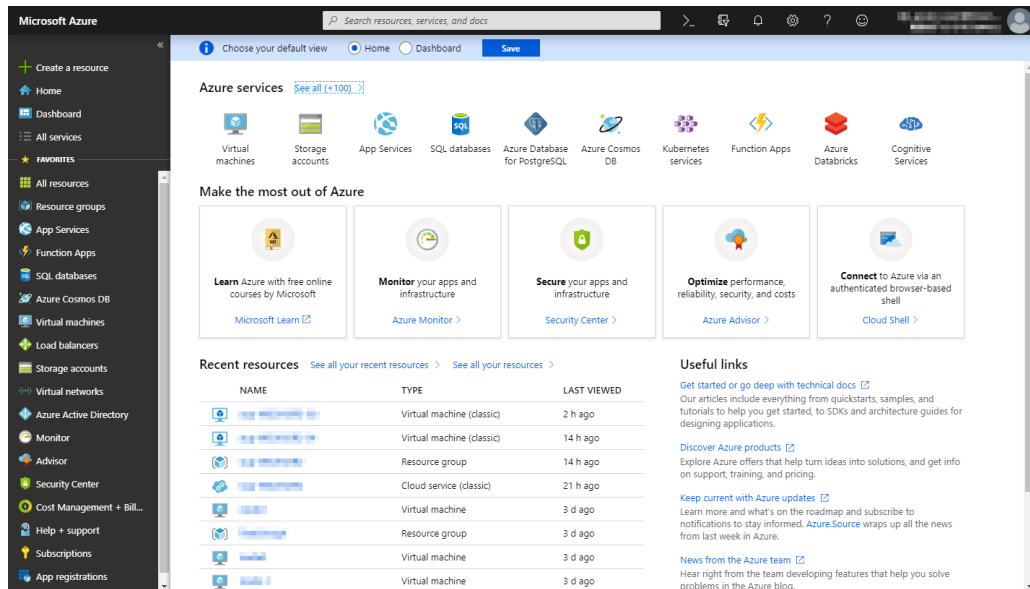 Microsoft Azure
Search resources, services, and docs
Choose your default view
Home
Dashboard
Save
Create a resource
Home
Dashboard
All services
FAVORITES
All resources
Resource groups
App Services
Function Apps
SQL databases
Azure Cosmos DB
Virtual machines
Load balancers
Storage accounts
Virtual networks
Azure Active Directory
Monitor
Advisor
Security Center
Cost Management + Bill...
Help + support
Subscriptions
App registrations
Azure services See all (+100)
Virtual machines
Storage accounts
App Services
SQL
SQL databases
Azure Database for PostgreSQL
Azure Cosmos DB
Kubernetes services
Function Apps
Azure Databricks
Cognitive Services
Make the most out of Azure
Learn Azure with free online
courses by Microsoft
Microsoft Learn
Monitor your apps and
infrastructure
Azure Monitor
Secure your apps and
infrastructure
Security Center
Optimize performance,
reliability, security, and costs
Azure Advisor
Connect to Azure via an
authenticated browser-based
shell
Cloud Shell
Recent resources See all your recent resources See all your resources
NAME TYPE LAST VIEWED
Virtual machine (classic) 2 h ago
Virtual machine (classic) 14 h ago
Resource group 14 h ago
Cloud service (classic) 21 h ago
Virtual machine 3 d ago
Resource group 3 d ago
Virtual machine 3 d ago
Virtual machine 3 d ago
Useful links
Get started or go deep with technical docs
Our articles include everything from quickstarts, samples, and
tutorials to help you get started, to SDKs and architecture guides for
designing applications.
Discover Azure products
Explore Azure offers that help turn ideas into solutions, and get info
on support, training, and pricing.
Keep current with Azure updates
Learn more and what's on the roadmap and subscribe to
notifications to stay informed. Azure.Source wraps up all the news
from last week in Azure.
News from the Azure team
Hear right from the team developing features that help you solve
problems in the Azure blog.